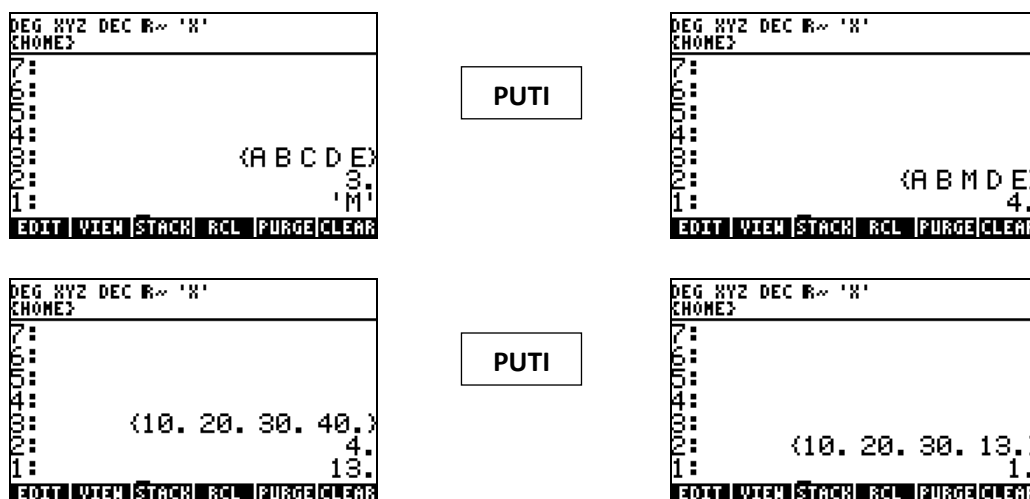 DEG XYZ DEC R~ 'X'
{HOME}
7:
6:
5:
4:
3: {A B C D E}
2: 3.
1: 'M'
EDIT VIEW STACK RCL PURGE CLEAR
PUTI
DEG XYZ DEC R~ 'X'
{HOME}
7:
6:
5:
4:
3:
2: {A B M D E}
1: 4.
EDIT VIEW STACK RCL PURGE CLEAR
DEG XYZ DEC R~ 'X'
{HOME}
7:
6:
5:
4:
3: {10. 20. 30. 40.}
2: 4.
1: 13.
EDIT VIEW STACK RCL PURGE CLEAR
PUTI
DEG XYZ DEC R~ 'X'
{HOME}
7:
6:
5:
4:
3:
2: {10. 20. 30. 13.}
1: 1.
EDIT VIEW STACK RCL PURGE CLEAR